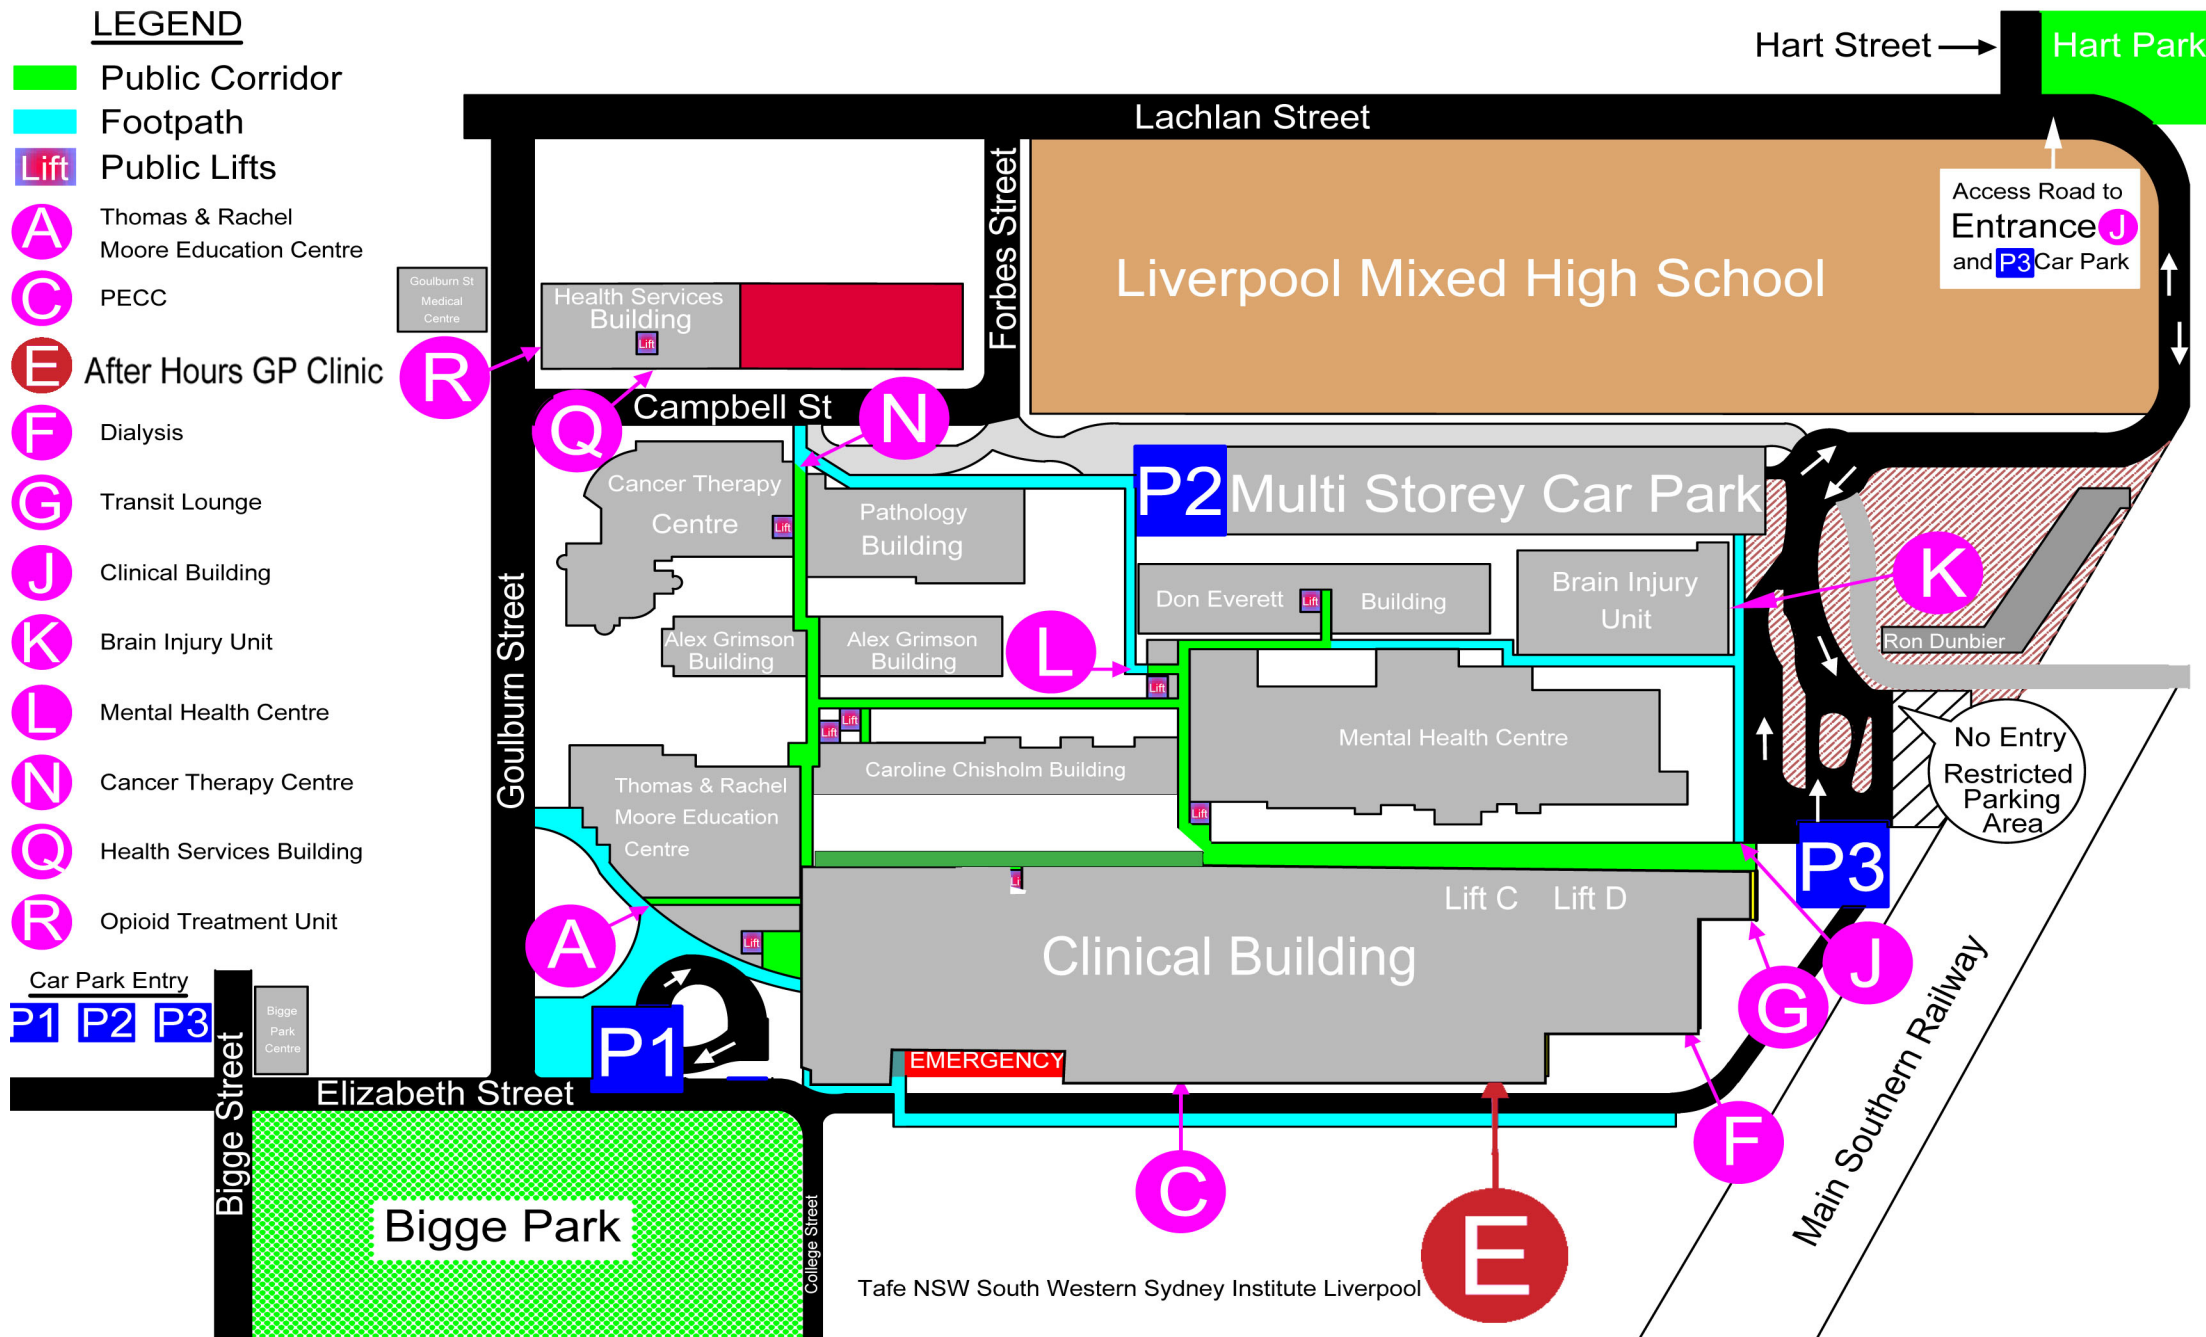 LEGEND
Public Corridor
Footpath
Lift Public Lifts
A Thomas & Rachel
Moore Education Centre
C PECC
E After Hours GP Clinic
F Dialysis
G Transit Lounge
J Clinical Building
K Brain Injury Unit
L Mental Health Centre
N Cancer Therapy Centre
Q Health Services Building
R Opioid Treatment Unit
Car Park Entry
P1 P2 P3
Hart Street
Hart Park
Lachlan Street
Access Road to
Entrance J
and P3 Car Park
Forbes Street
Liverpool Mixed High School
Goulburn St
Medical
Centre
Health Services
Building
Lift
R
Q
Campbell St
N
Cancer Therapy
Centre
Lift
Pathology
Building
P2 Multi Storey Car Park
Goulburn Street
Alex Grimson
Building
Alex Grimson
Building
L
Don Everett
Lift
Building
Brain Injury
Unit
K
Ron Dunbier
Lift
Lift
Lift
Mental Health Centre
No Entry
Restricted
Parking
Area
Caroline Chisholm Building
Thomas & Rachel
Moore Education
Centre
Lift
P3
Lift C
Lift D
A
Lift
Clinical Building
J
G
Bigge
Park
Centre
P1
EMERGENCY
Elizabeth Street
Bigge Street
F
C
E
Main Southern Railway
Bigge Park
College Street
Tafe NSW South Western Sydney Institute Liverpool